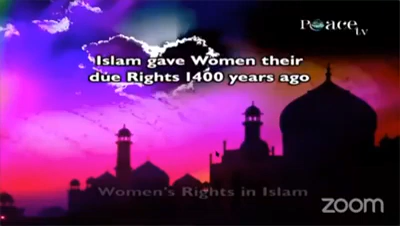 Peace TV
Islam gave Women their
due Rights 1400 years ago
Women's Rights in Islam
zoom